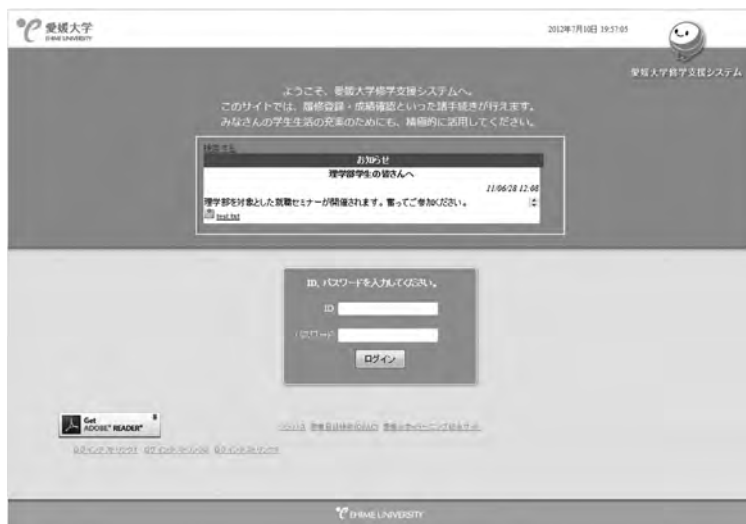 愛媛大学
EHIME UNIVERSITY
2012年7月10日 19:57:05
愛媛大学修学支援システム
ようこそ、愛媛大学修学支援システムへ。
このサイトでは、履修登録・成績確認といった諸手続きが行えます。
みなさんの学生生活の充実のためにも、積極的に活用してください。
お知らせ
理学部学生の皆さんへ
11/06/28 12:08
理学部を対象とした就職セミナーが開催されます。奮ってご参加ください。
test.txt
ID、パスワードを入力してください。
ID
パスワード
ログイン
Get
ADOBE® READER®
EHIME UNIVERSITY